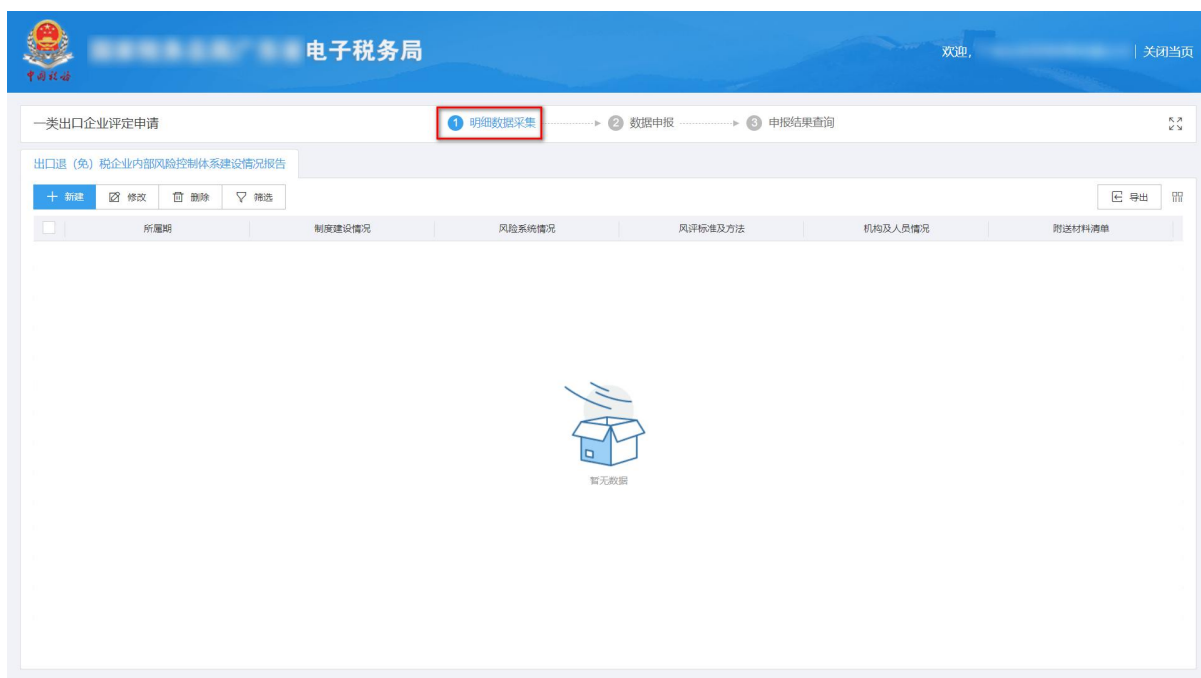 电子税务局
欢迎,
关闭当页
中国税务
一类出口企业评定申请
1 明细数据采集
2 数据申报
3 申报结果查询
出口退（免）税企业内部风险控制体系建设情况报告
新建 修改 删除 筛选
导出
所属期 制度建设情况 风险系统情况 风评标准及方法 机构及人员情况 附送材料清单
暂无数据